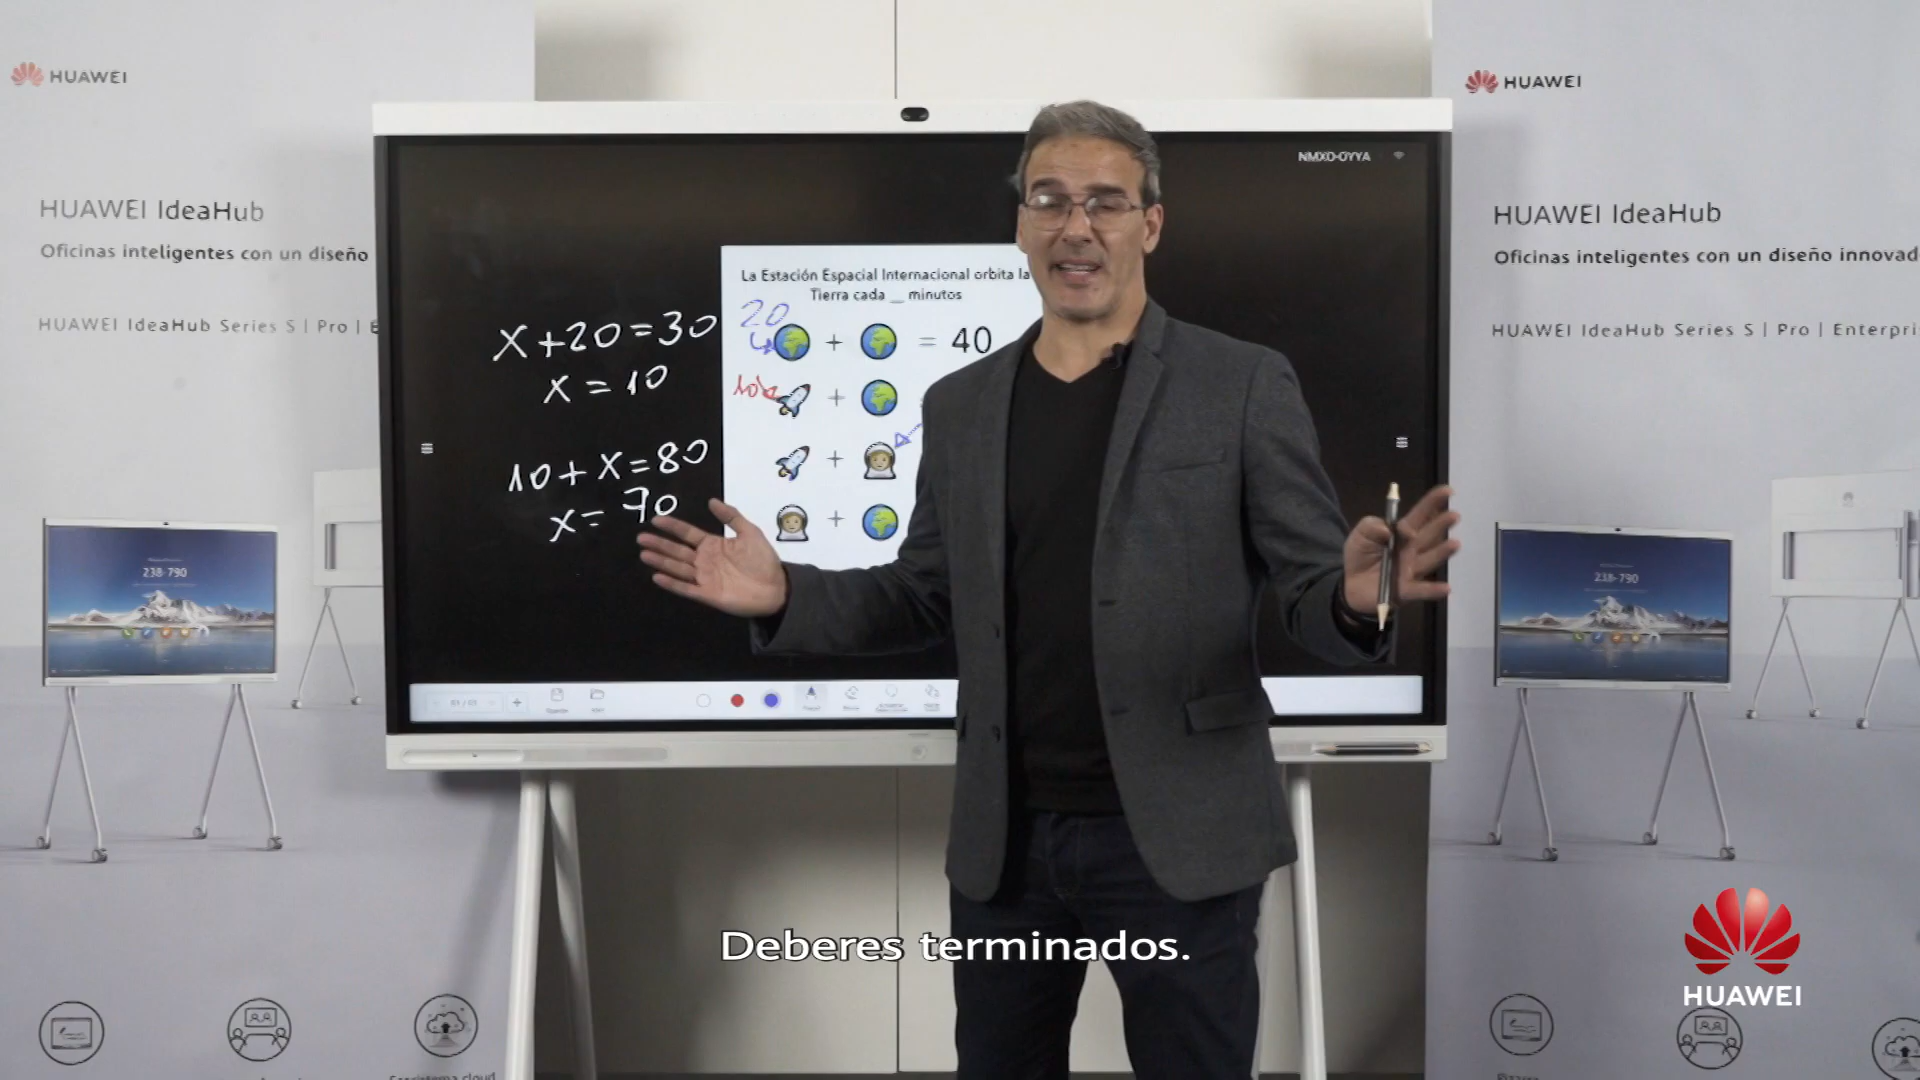 HUAWEI
HUAWEI
NMXD-OYYA
HUAWEI IdeaHub
Oficinas inteligentes con un diseño
HUAWEI IdeaHub Series S | Pro | E
HUAWEI IdeaHub
Oficinas inteligentes con un diseño innovad
HUAWEI IdeaHub Series S | Pro | Enterpri
x+20=30
x=10
10+x=80
x=70
La Estación Espacial Internacional orbita la
Tierra cada __ minutos
20
+ = 40
10
+
+
+
238-790
238-790
Deberes terminados.
HUAWEI